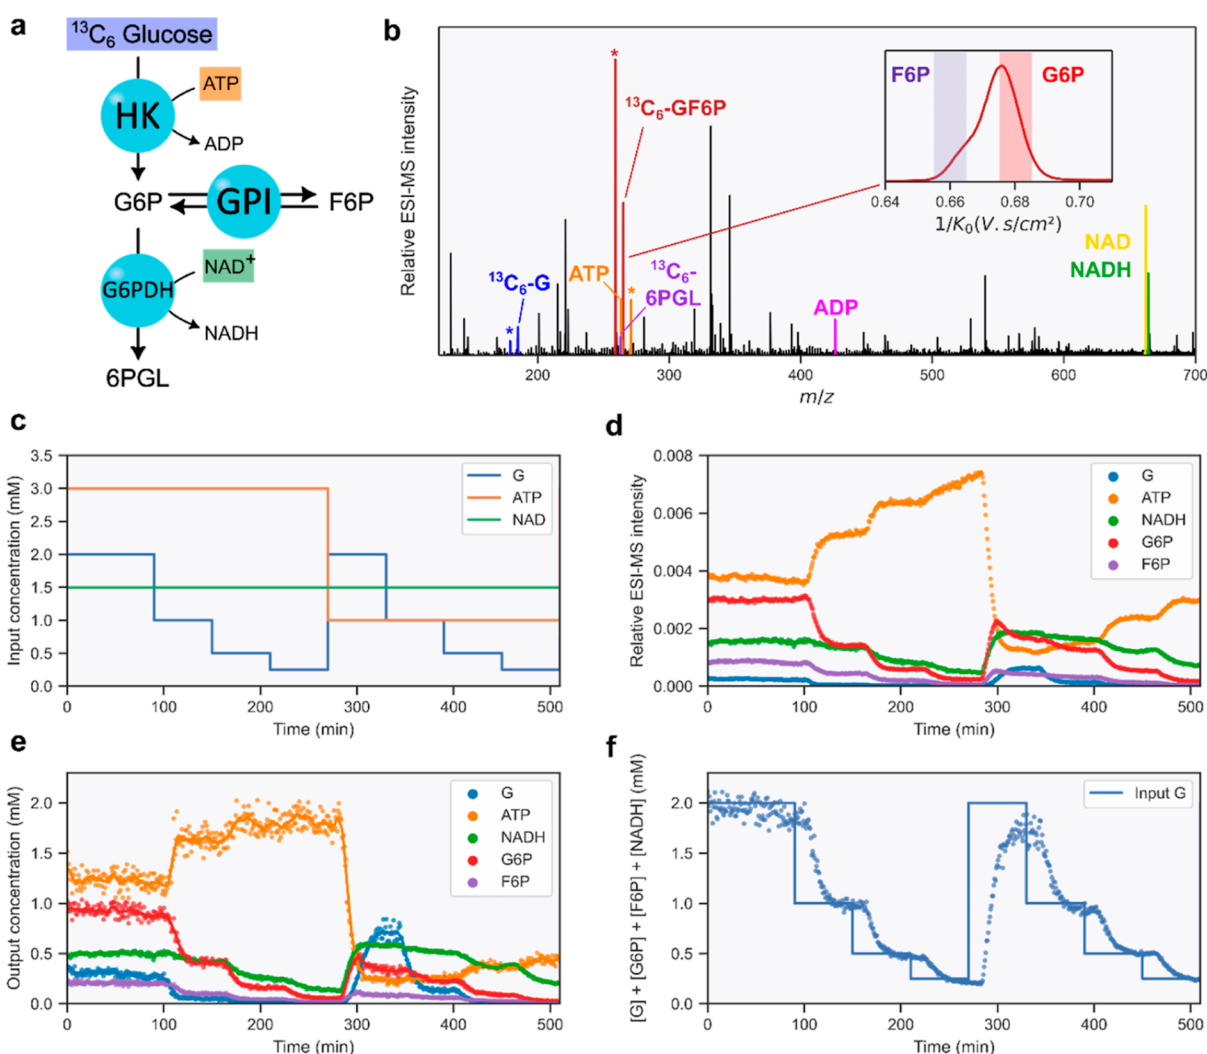 a
¹³C₆ Glucose
ATP
HK
ADP
G6P
GPI
F6P
NAD⁺
G6PDH
NADH
6PGL
b
Relative ESI-MS intensity
*
¹³C₆-GF6P
F6P
G6P
0.64
0.66
0.68
0.70
1/K₀(V.s/cm²)
¹³C₆-G
*
ATP
*
¹³C₆-
6PGL
ADP
NAD
NADH
200
300
400
500
600
700
m/z
c
Input concentration (mM)
3.5
3.0
2.5
2.0
1.5
1.0
0.5
0.0
G
ATP
NAD
0
100
200
300
400
500
Time (min)
d
Relative ESI-MS intensity
0.008
0.006
0.004
0.002
0.000
G
ATP
NADH
G6P
F6P
0
100
200
300
400
500
Time (min)
e
Output concentration (mM)
2.0
1.5
1.0
0.5
0.0
G
ATP
NADH
G6P
F6P
0
100
200
300
400
500
Time (min)
f
[G] + [G6P] + [F6P] + [NADH] (mM)
2.0
1.5
1.0
0.5
0.0
Input G
0
100
200
300
400
500
Time (min)